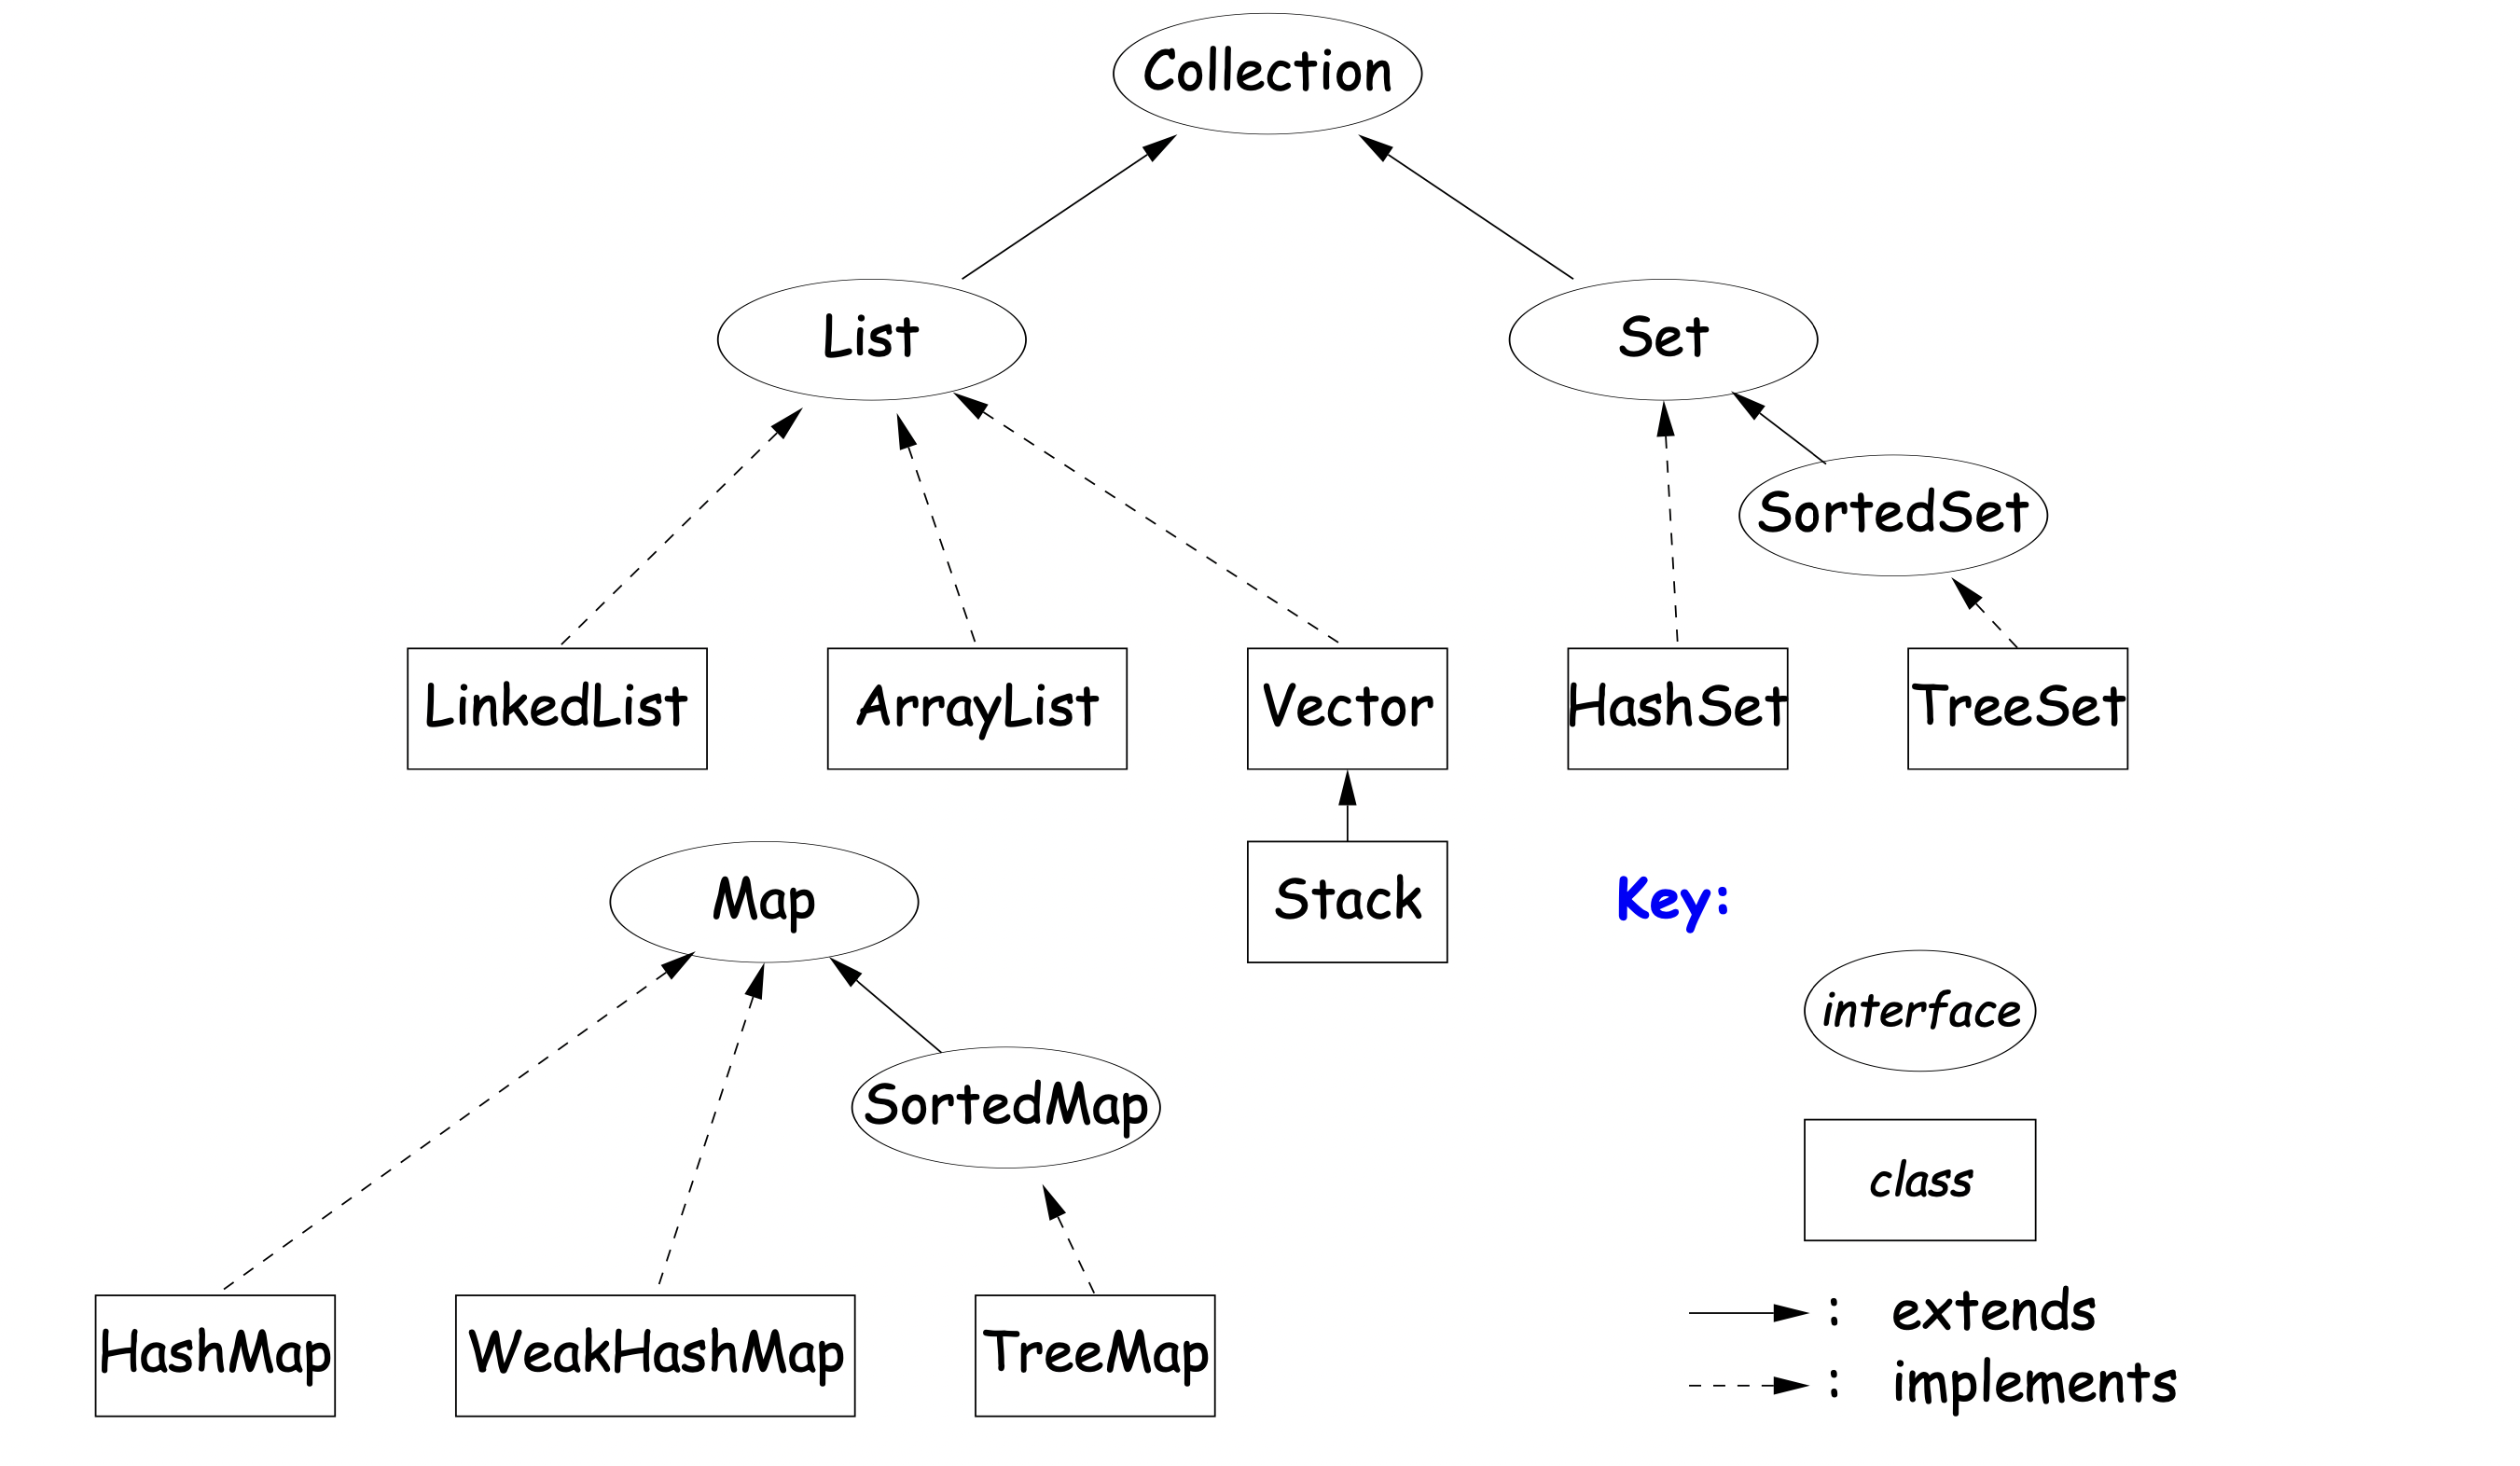 Collection
List
Set
SortedSet
LinkedList
ArrayList
Vector
HashSet
TreeSet
Map
Stack
Key:
interface
SortedMap
class
HashMap
WeakHashMap
TreeMap
: extends
: implements